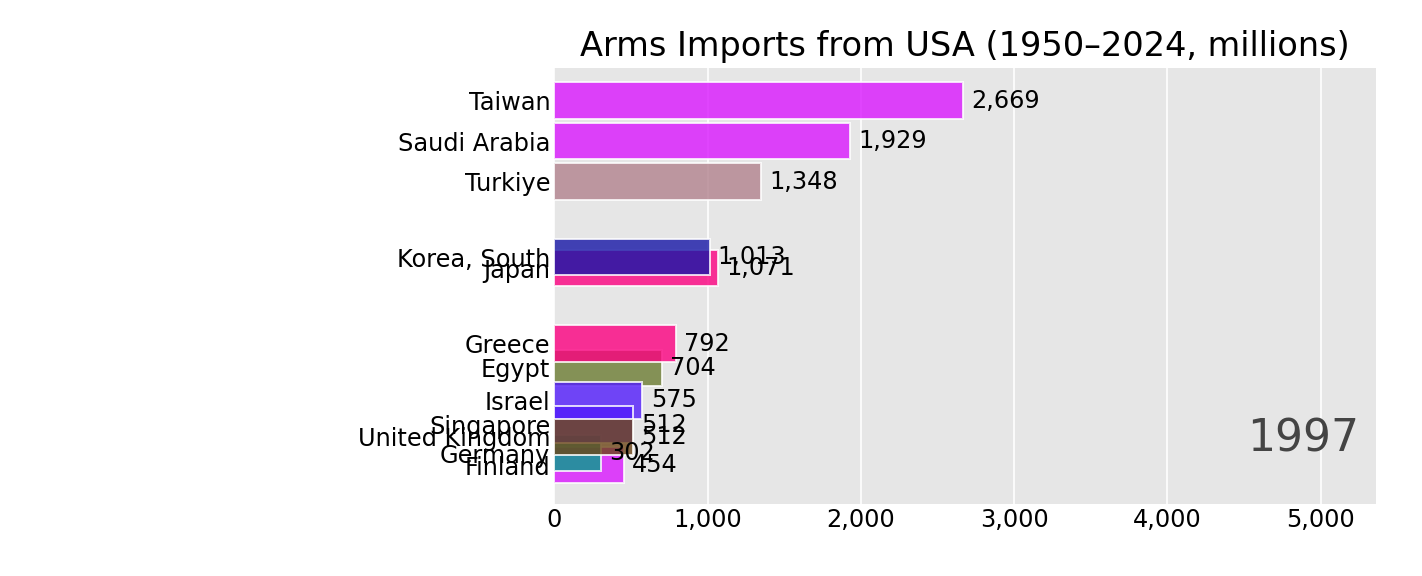 Arms Imports from USA (1950–2024, millions)
Taiwan 2,669
Saudi Arabia 1,929
Turkiye 1,348
Korea, South 1,013
Japan 1,071
Greece 792
Egypt 704
Israel 575
Singapore 512
United Kingdom 512
Germany 302
Finland 454
1997
0 1,000 2,000 3,000 4,000 5,000